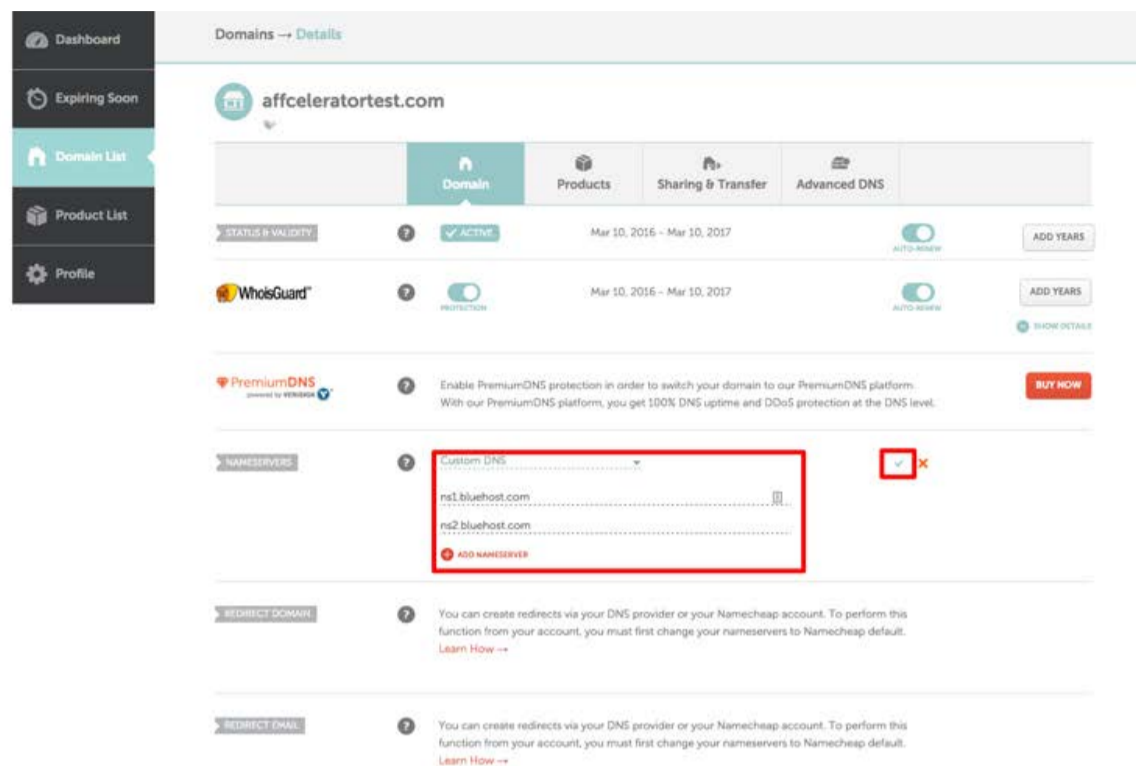 Dashboard
Expiring Soon
Domain List
Product List
Profile
Domains → Details
affceleratortest.com
Domain
Products
Sharing & Transfer
Advanced DNS
STATUS & VALIDITY
?
✓ ACTIVE
Mar 10, 2016 - Mar 10, 2017
AUTO-RENEW
ADD YEARS
WhoisGuard
?
PROTECTION
Mar 10, 2016 - Mar 10, 2017
AUTO-RENEW
ADD YEARS
SHOW DETAILS
PremiumDNS
powered by VERISIGN
?
Enable PremiumDNS protection in order to switch your domain to our PremiumDNS platform.
With our PremiumDNS platform, you get 100% DNS uptime and DDoS protection at the DNS level.
BUY NOW
NAMESERVERS
?
Custom DNS
ns1.bluehost.com
ns2.bluehost.com
ADD NAMESERVER
REDIRECT DOMAIN
?
You can create redirects via your DNS provider or your Namecheap account. To perform this
function from your account, you must first change your nameservers to Namecheap default.
Learn How →
REDIRECT EMAIL
?
You can create redirects via your DNS provider or your Namecheap account. To perform this
function from your account, you must first change your nameservers to Namecheap default.
Learn How →